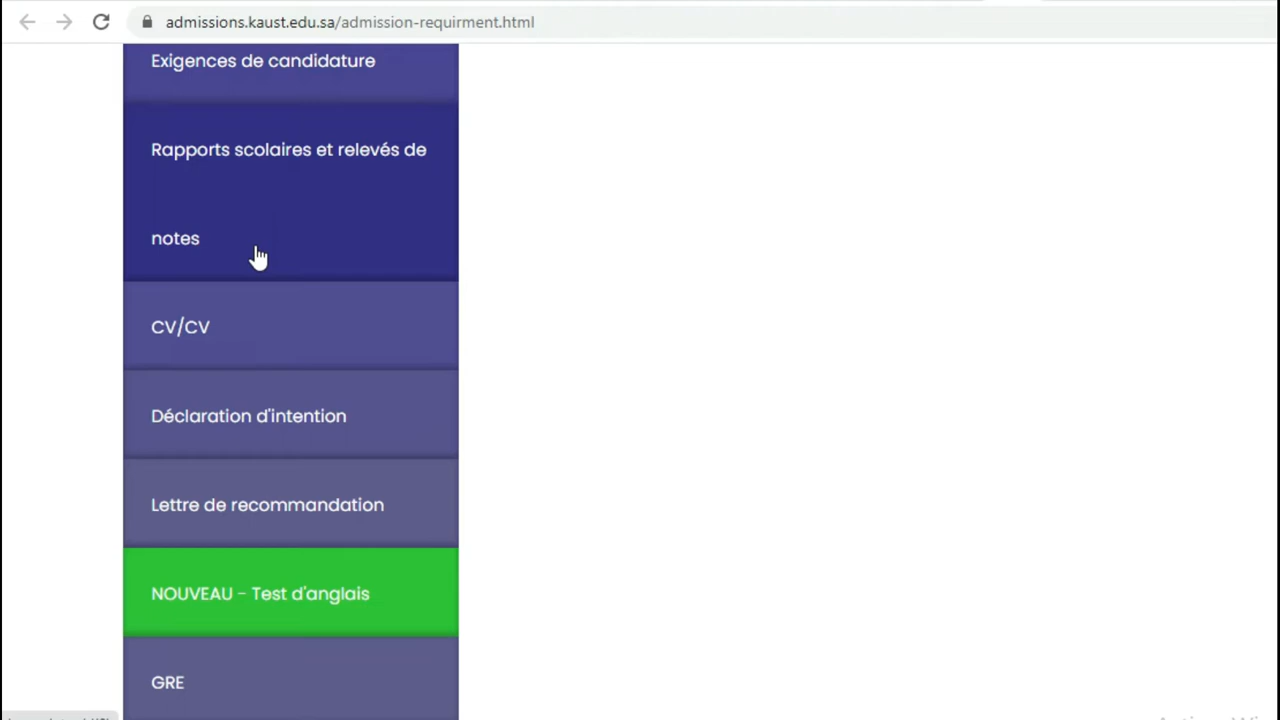 admissions.kaust.edu.sa/admission-requirment.html
Exigences de candidature
Rapports scolaires et relevés de
notes
CV/CV
Déclaration d'intention
Lettre de recommandation
NOUVEAU - Test d'anglais
GRE